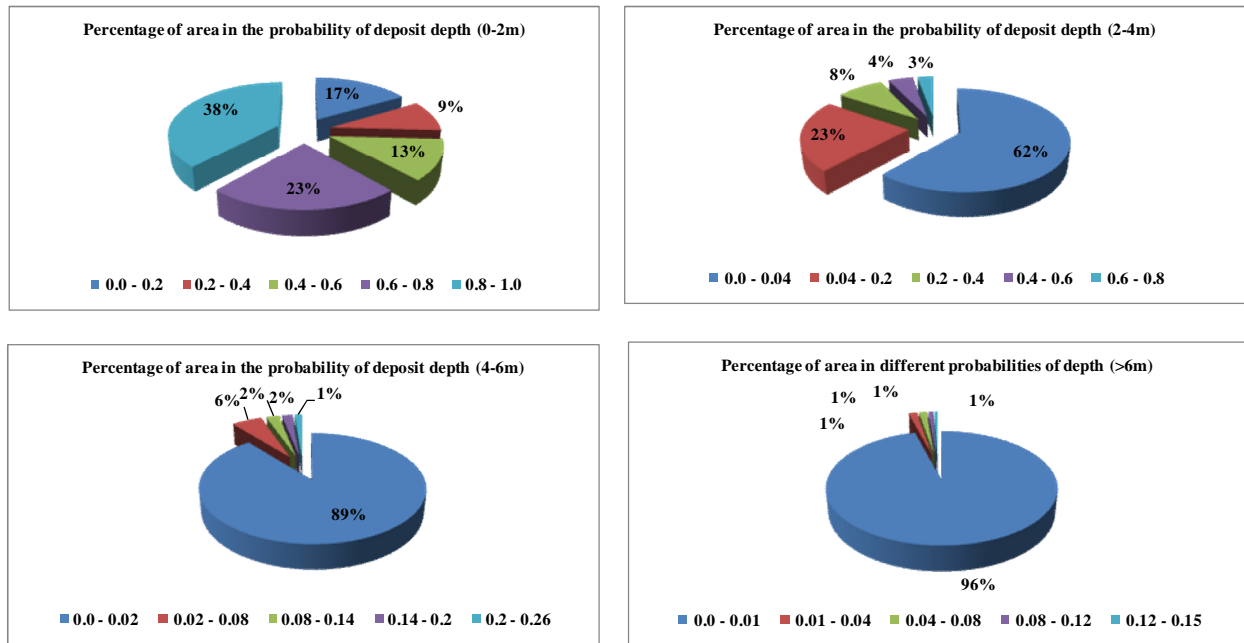 Percentage of area in the probability of deposit depth (0-2m)
17%
9%
13%
23%
38%
0.0 - 0.2 0.2 - 0.4 0.4 - 0.6 0.6 - 0.8 0.8 - 1.0
Percentage of area in the probability of deposit depth (2-4m)
3%
4%
8%
23%
62%
0.0 - 0.04 0.04 - 0.2 0.2 - 0.4 0.4 - 0.6 0.6 - 0.8
Percentage of area in the probability of deposit depth (4-6m)
6% 2% 2% 1%
89%
0.0 - 0.02 0.02 - 0.08 0.08 - 0.14 0.14 - 0.2 0.2 - 0.26
Percentage of area in different probabilities of depth (>6m)
1% 1% 1%
1%
96%
0.0 - 0.01 0.01 - 0.04 0.04 - 0.08 0.08 - 0.12 0.12 - 0.15